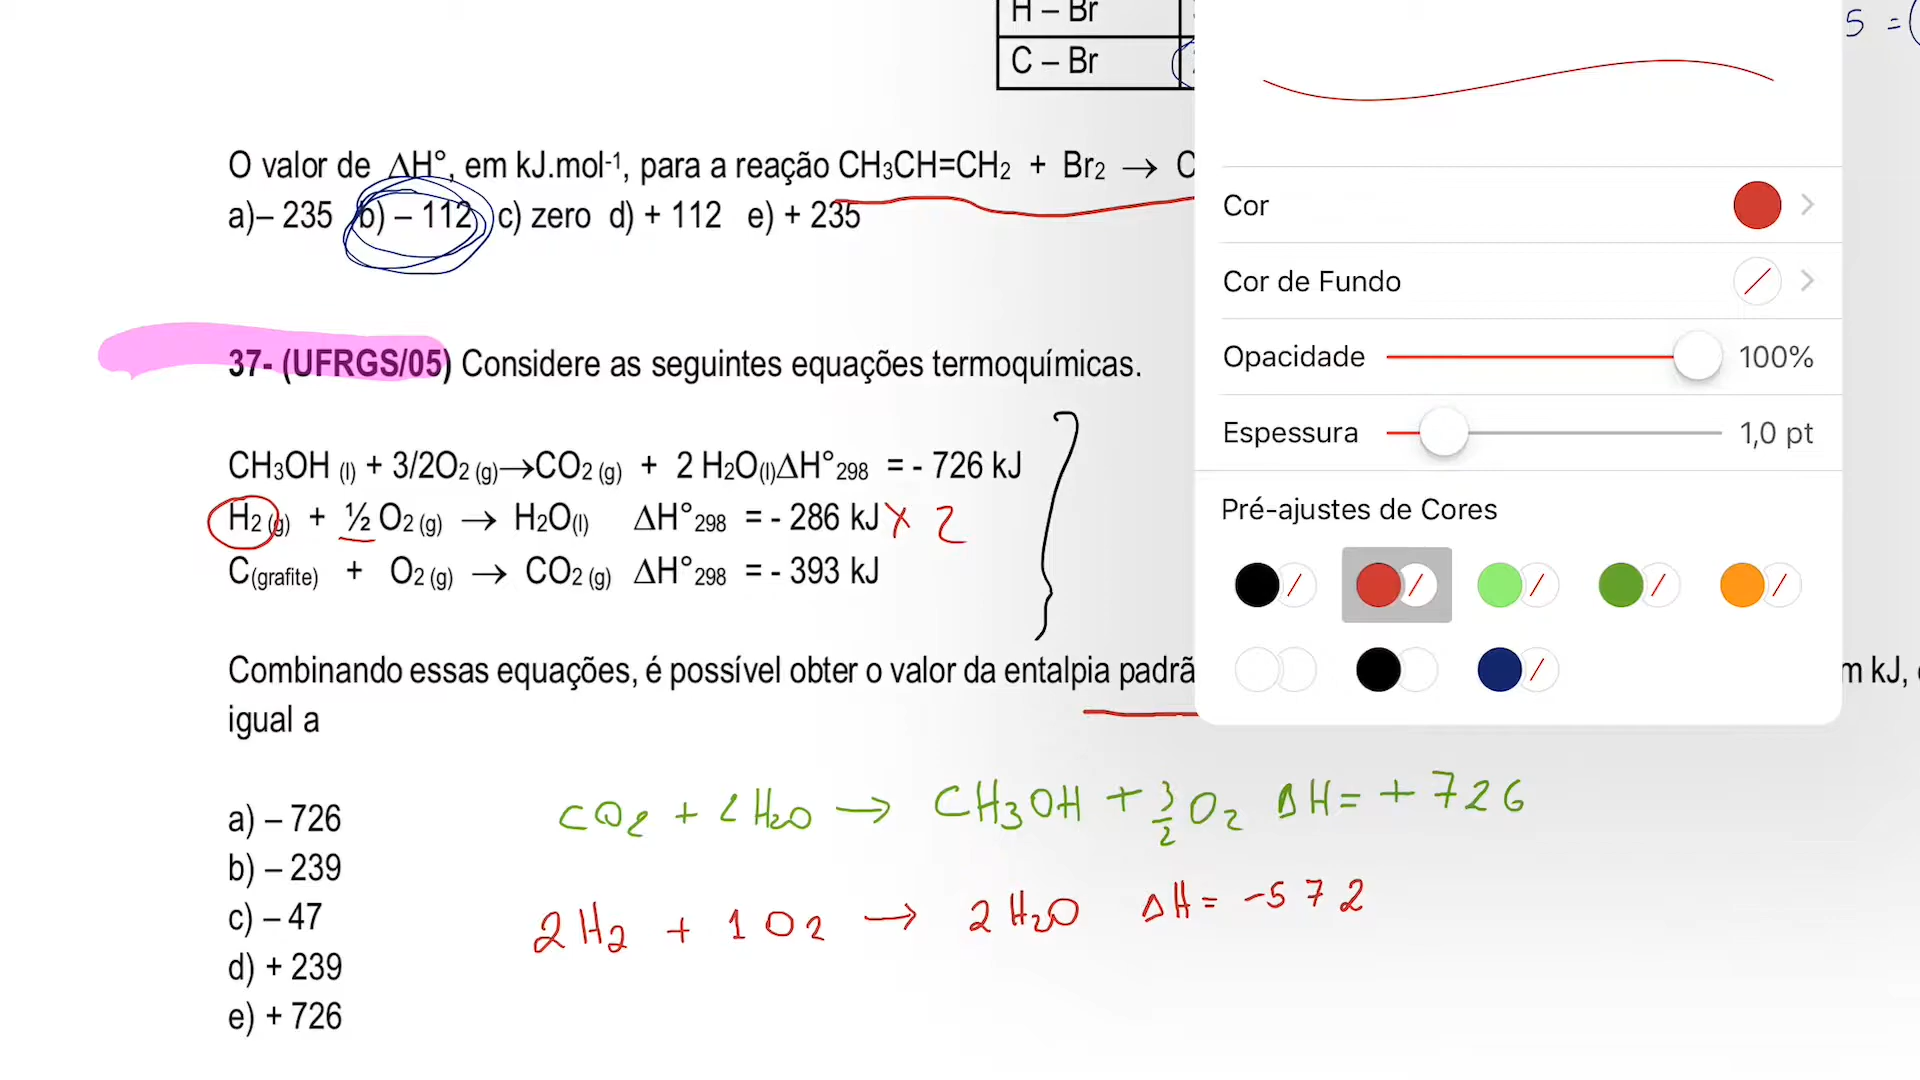 H – Br
5 =
C – Br
O valor de ΔH°, em kJ.mol-1, para a reação CH3CH=CH2 + Br2 → C
a)– 235 b) – 112 c) zero d) + 112 e) + 235
37- (UFRGS/05) Considere as seguintes equações termoquímicas.
CH3OH (l) + 3/2O2 (g)→CO2 (g) + 2 H2O(l)ΔH°298 = - 726 kJ
H2 (g) + ½ O2 (g) → H2O(l) ΔH°298 = - 286 kJ x 2
C(grafite) + O2 (g) → CO2 (g) ΔH°298 = - 393 kJ
Combinando essas equações, é possível obter o valor da entalpia padrã
m kJ,
igual a
a) – 726
b) – 239
c) – 47
d) + 239
e) + 726
CO2 + 2H2O → CH3OH + 3/2 O2 ΔH = + 726
2H2 + 1 O2 → 2 H2O ΔH = -572
Cor
Cor de Fundo
Opacidade 100%
Espessura 1,0 pt
Pré-ajustes de Cores